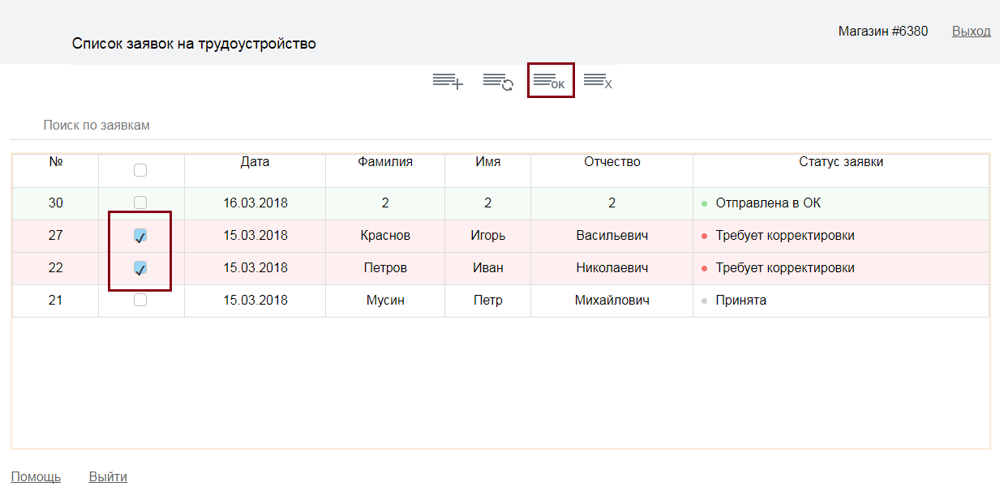 Магазин #6380 Выход
Список заявок на трудоустройство
ОК X
Поиск по заявкам
№ Дата Фамилия Имя Отчество Статус заявки
30 16.03.2018 2 2 2 Отправлена в ОК
27 15.03.2018 Краснов Игорь Васильевич Требует корректировки
22 15.03.2018 Петров Иван Николаевич Требует корректировки
21 15.03.2018 Мусин Петр Михайлович Принята
Помощь Выйти